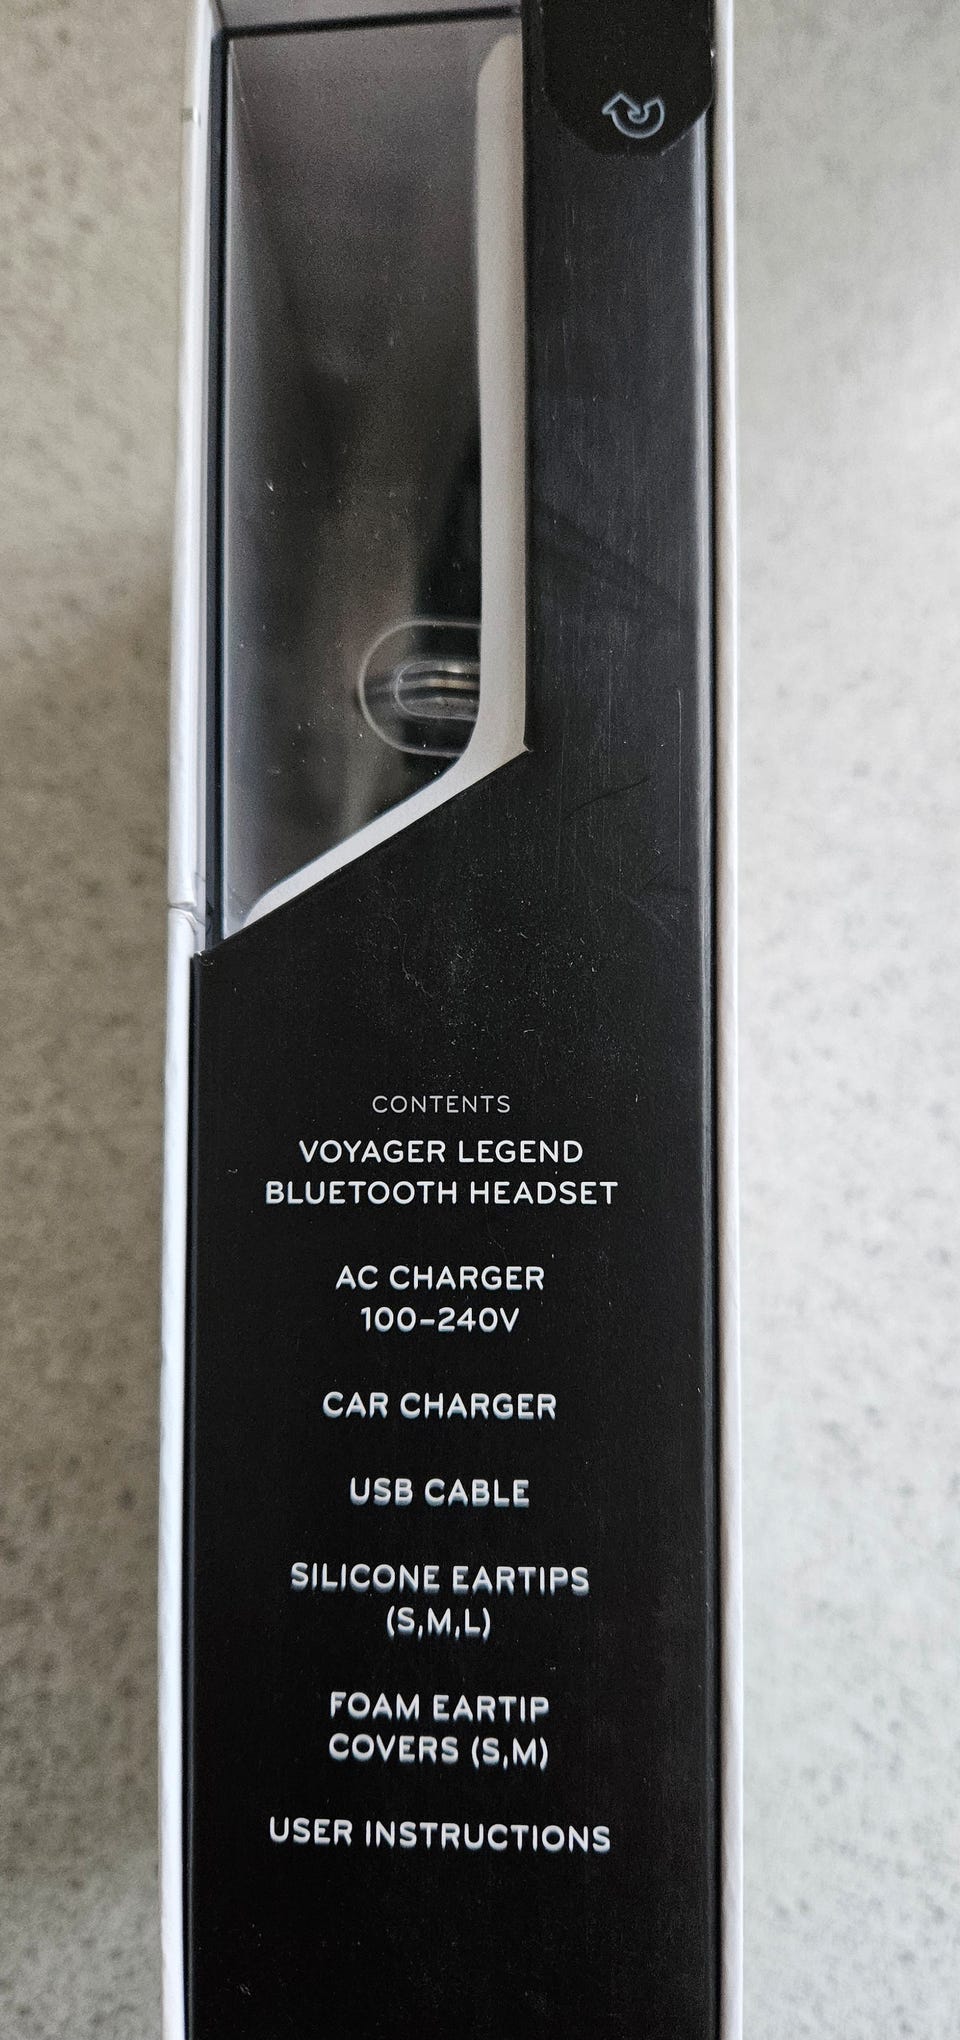 CONTENTS
VOYAGER LEGEND
BLUETOOTH HEADSET
AC CHARGER
100–240V
CAR CHARGER
USB CABLE
SILICONE EARTIPS
(S,M,L)
FOAM EARTIP
COVERS (S,M)
USER INSTRUCTIONS